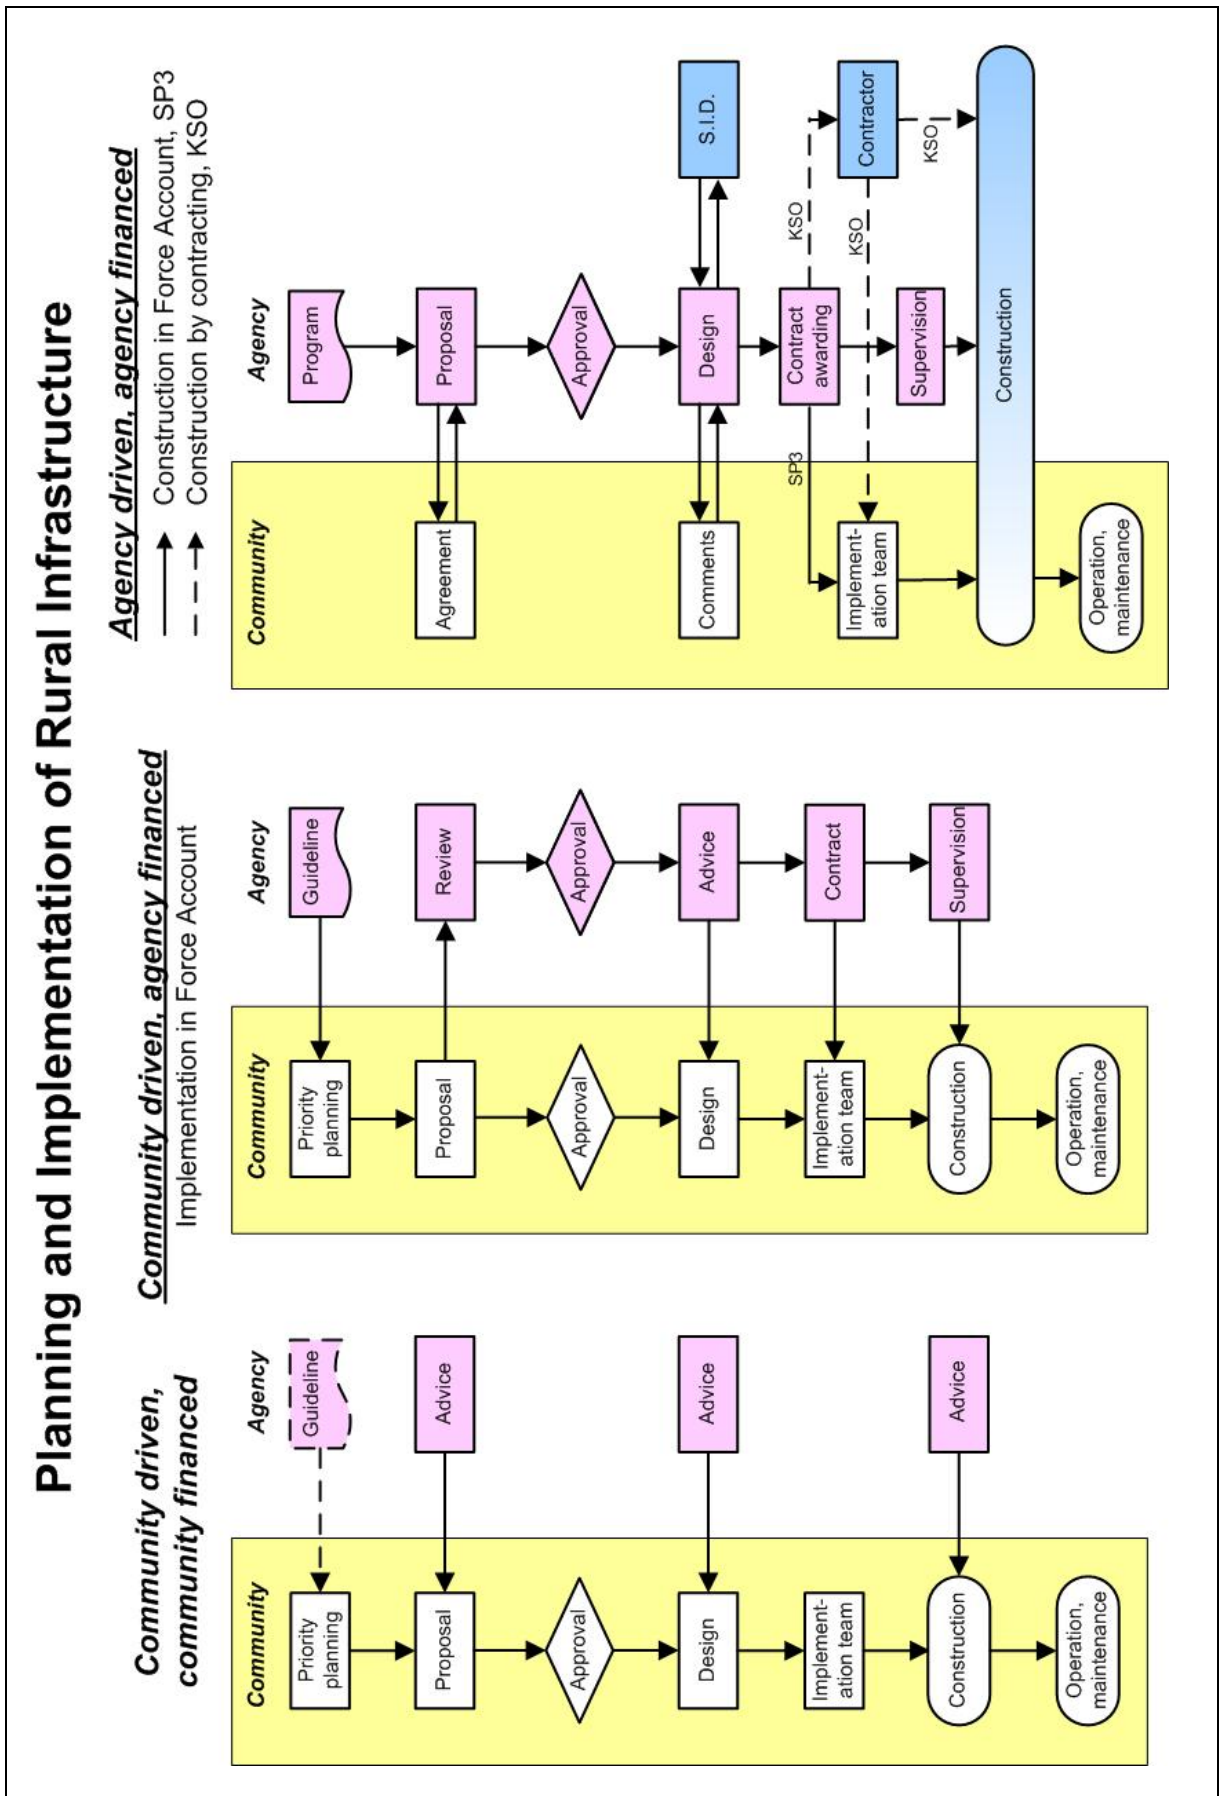 Planning and Implementation of Rural Infrastructure
Community driven,
community financed
Community
Agency
Priority
planning
Guideline
Proposal
Advice
Approval
Design
Advice
Implement-
ation team
Construction
Advice
Operation,
maintenance
Community driven, agency financed
Implementation in Force Account
Community
Agency
Priority
planning
Guideline
Proposal
Review
Approval
Approval
Design
Advice
Implement-
ation team
Contract
Construction
Supervision
Operation,
maintenance
Agency driven, agency financed
Construction in Force Account, SP3
Construction by contracting, KSO
Community
Agency
Program
Agreement
Proposal
Approval
Comments
Design
S.I.D.
SP3
Contract
awarding
KSO
Implement-
ation team
KSO
Contractor
Supervision
KSO
Construction
Operation,
maintenance